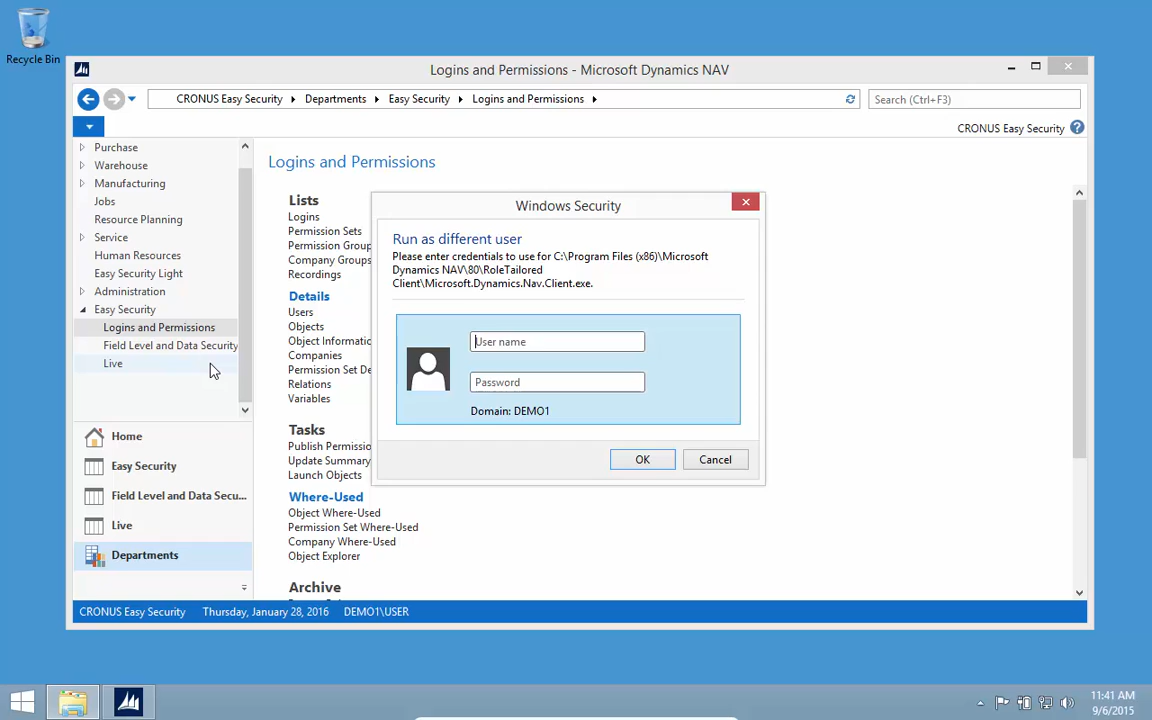 Recycle Bin
Logins and Permissions - Microsoft Dynamics NAV
CRONUS Easy Security
Departments
Easy Security
Logins and Permissions
Search (Ctrl+F3)
CRONUS Easy Security
Purchase
Warehouse
Manufacturing
Jobs
Resource Planning
Service
Human Resources
Easy Security Light
Administration
Easy Security
Logins and Permissions
Field Level and Data Security
Live
Home
Easy Security
Field Level and Data Secu...
Live
Departments
Logins and Permissions
Lists
Logins
Permission Sets
Permission Group
Company Groups
Recordings
Details
Users
Objects
Object Informatio
Companies
Permission Set De
Permission Ranges
Relations
Variables
Tasks
Publish Permissio
Update Summary
Launch Objects
Where-Used
Object Where-Used
Permission Set Where-Used
Company Where-Used
Object Explorer
Archive
Windows Security
Run as different user
Please enter credentials to use for C:\Program Files (x86)\Microsoft
Dynamics NAV\80\RoleTailored
Client\Microsoft.Dynamics.Nav.Client.exe.
User name
Password
Domain: DEMO1
OK
Cancel
CRONUS Easy Security
Thursday, January 28, 2016
DEMO1\USER
11:41 AM
9/6/2015